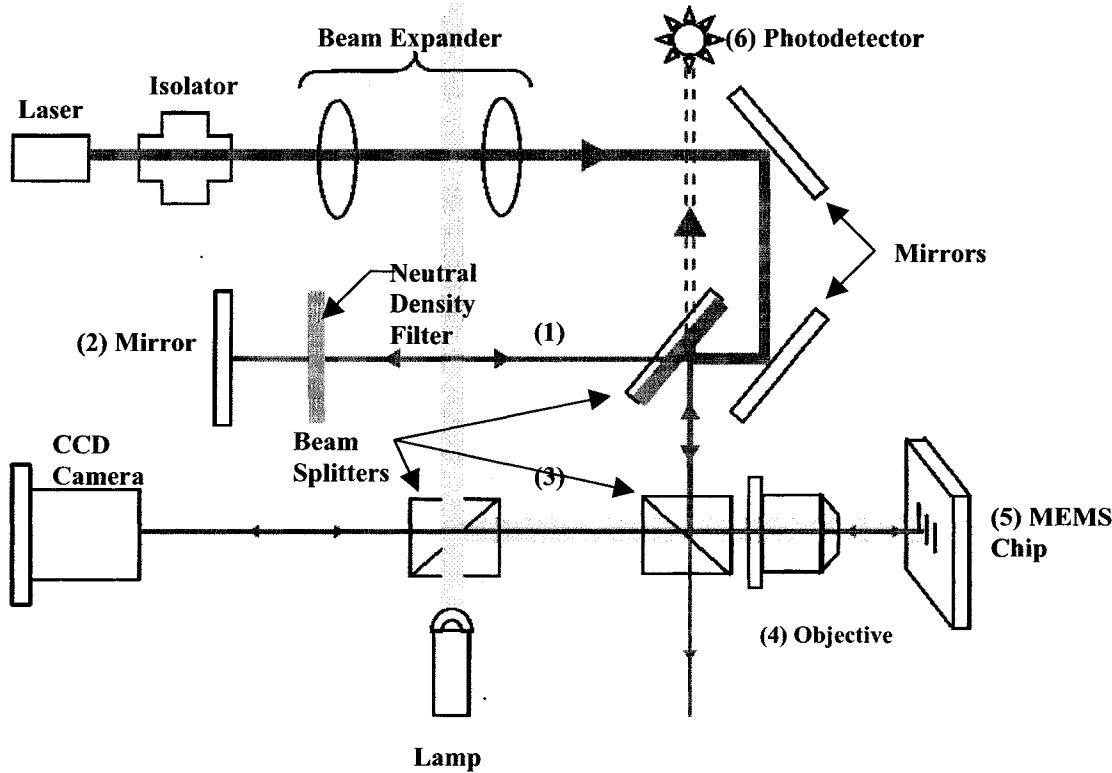 Beam Expander
(6) Photodetector
Isolator
Laser
Mirrors
Neutral
Density
Filter
(1)
(2) Mirror
Beam
Splitters
(3)
CCD
Camera
(5) MEMS
Chip
(4) Objective
Lamp